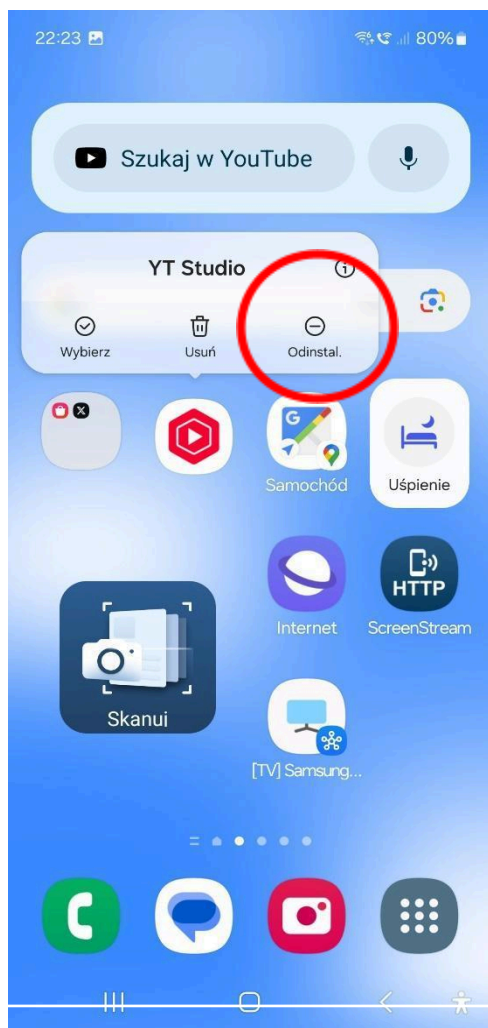 22:23 80%
Szukaj w YouTube
YT Studio
Wybierz Usuń Odinstal.
G
Samochód Uśpienie
HTTP
Internet ScreenStream
Skanuj
[TV] Samsung...